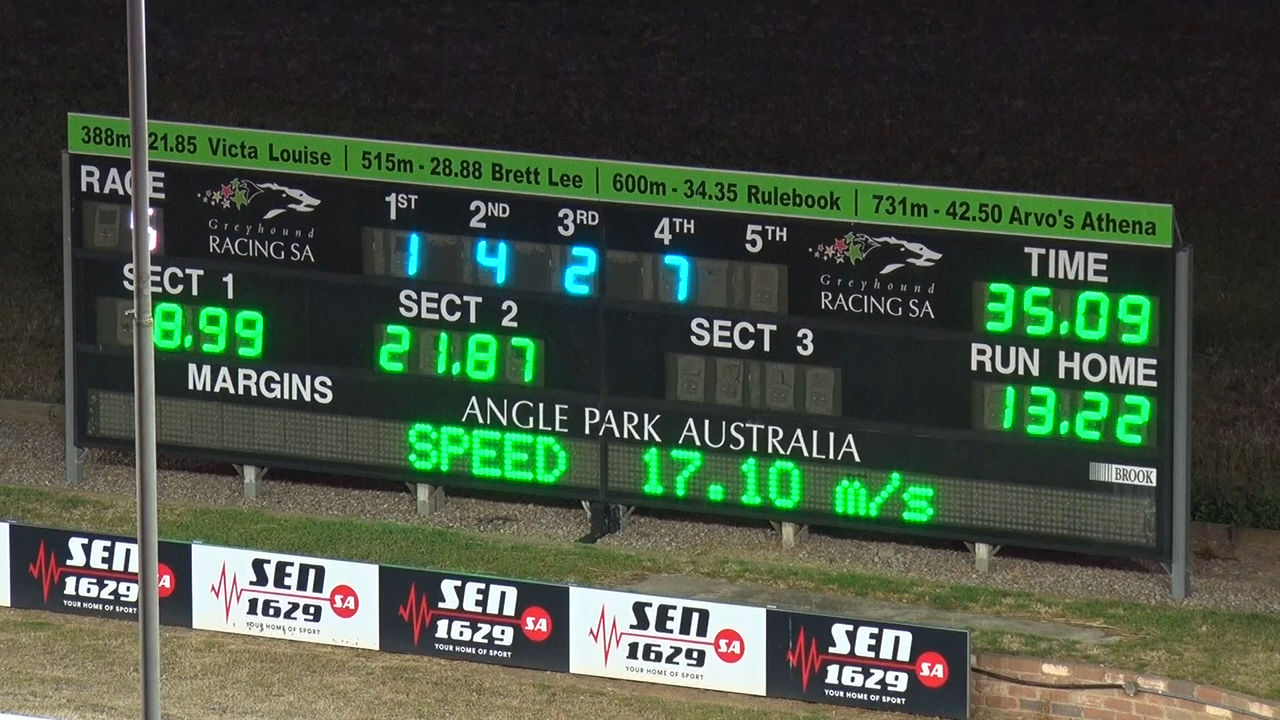 388m 21.85 Victa Louise | 515m - 28.88 Brett Lee | 600m - 34.35 Rulebook | 731m - 42.50 Arvo's Athena
RACE
Greyhound
RACING SA
1ST 2ND 3RD 4TH 5TH
1 4 2 7
Greyhound
RACING SA
TIME
35.09
SECT 1
8.99
SECT 2
21.87
SECT 3
RUN HOME
13.22
MARGINS
ANGLE PARK AUSTRALIA
SPEED 17.10 m/s
BROOK
SEN
1629 SA
YOUR HOME OF SPORT
SEN
1629 SA
YOUR HOME OF SPORT
SEN
1629 SA
YOUR HOME OF SPORT
SEN
1629 SA
YOUR HOME OF SPORT
SEN
1629 SA
YOUR HOME OF SPORT